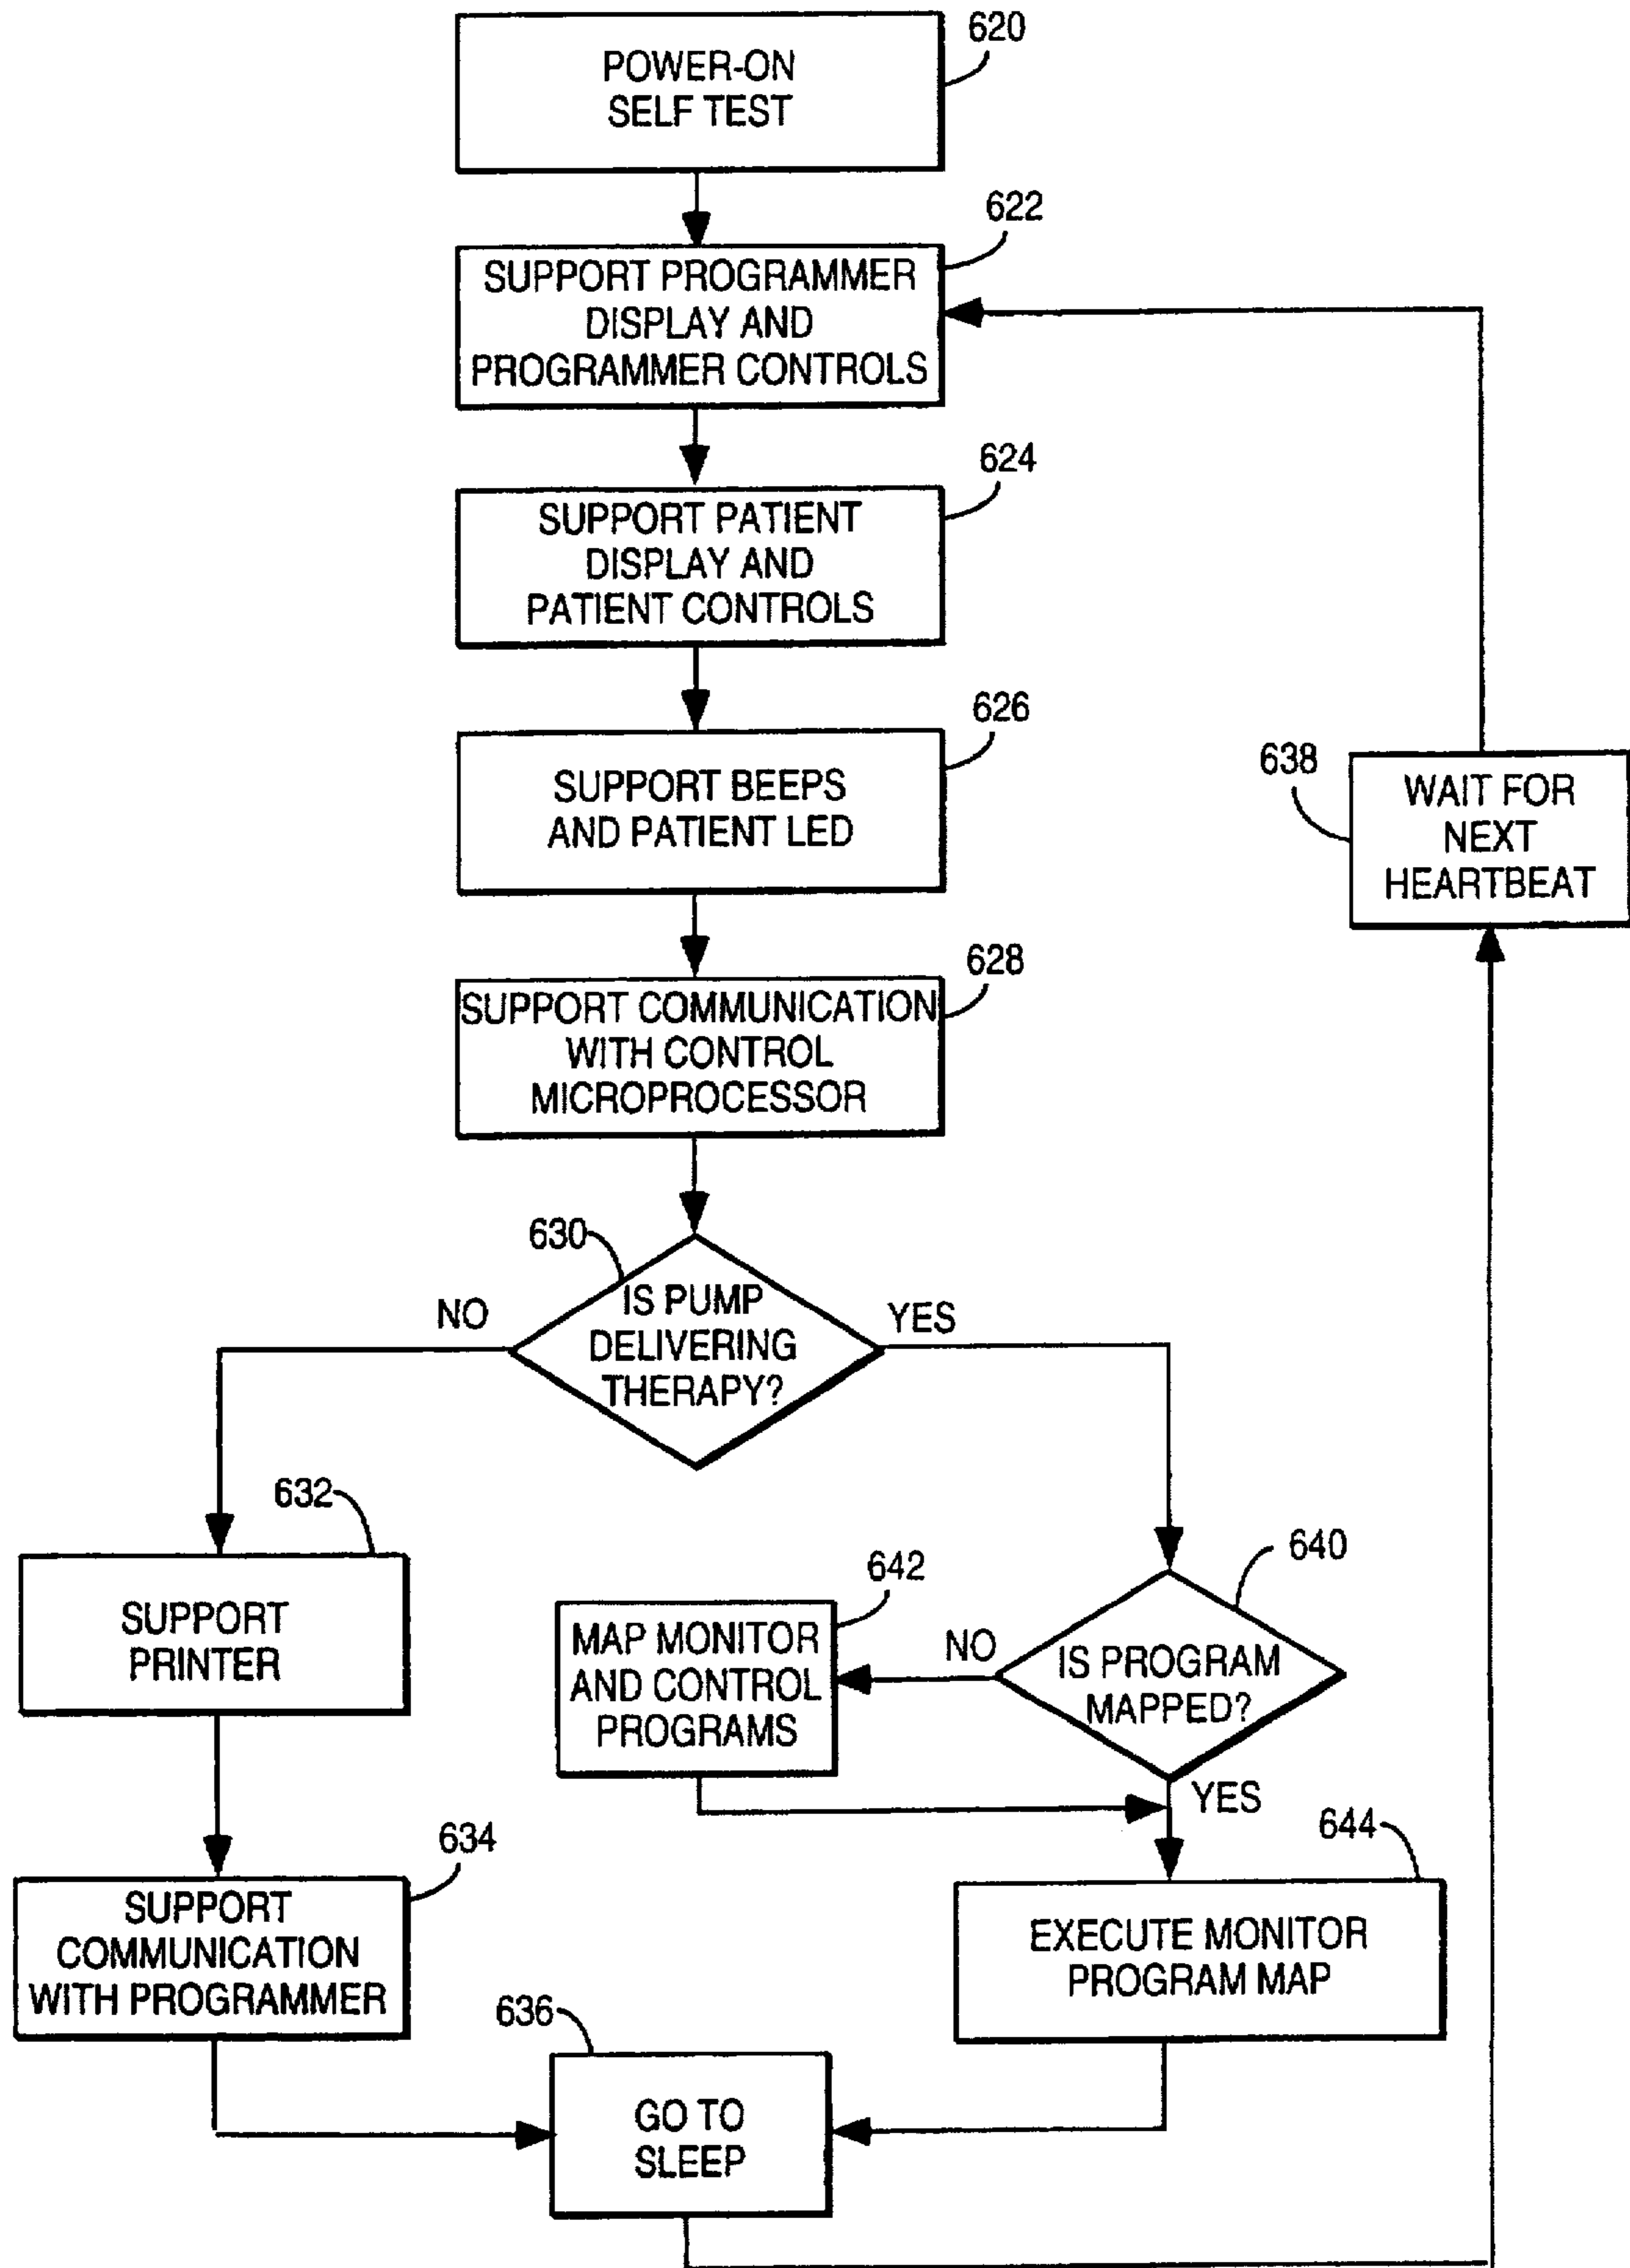 620
POWER-ON
SELF TEST
622
SUPPORT PROGRAMMER
DISPLAY AND
PROGRAMMER CONTROLS
624
SUPPORT PATIENT
DISPLAY AND
PATIENT CONTROLS
626
SUPPORT BEEPS
AND PATIENT LED
638
WAIT FOR
NEXT
HEARTBEAT
628
SUPPORT COMMUNICATION
WITH CONTROL
MICROPROCESSOR
630
IS PUMP
DELIVERING
THERAPY?
NO
YES
632
SUPPORT
PRINTER
640
IS PROGRAM
MAPPED?
NO
YES
642
MAP MONITOR
AND CONTROL
PROGRAMS
634
SUPPORT
COMMUNICATION
WITH PROGRAMMER
644
EXECUTE MONITOR
PROGRAM MAP
636
GO TO
SLEEP